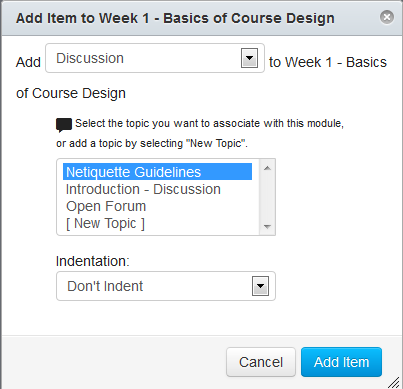 Add Item to Week 1 - Basics of Course Design
Add Discussion to Week 1 - Basics
of Course Design
Select the topic you want to associate with this module,
or add a topic by selecting "New Topic".
Netiquette Guidelines
Introduction - Discussion
Open Forum
[ New Topic ]
Indentation:
Don't Indent
Cancel Add Item